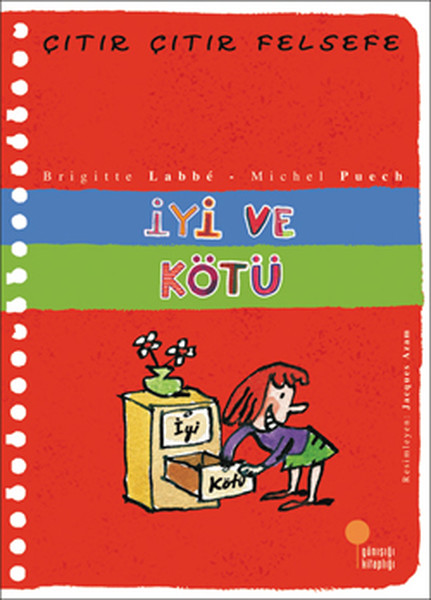 ÇITIR ÇITIR FELSEFE
Brigitte Labbé - Michel Puech
İYİ VE
KÖTÜ
İyi
Kötü
Resimleyen: Jacques Azam
günışığı
kitaplığı